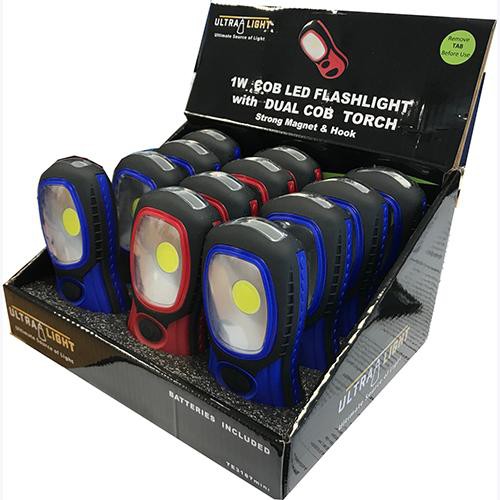 ULTRA LIGHT
Ultimate Source of Light
Remove
TAB
Before Use
1W COB LED FLASHLIGHT
with DUAL COB TORCH
Strong Magnet & Hook
ULTRA LIGHT
Ultimate Source of Light
BATTERIES INCLUDED
ULTRA LIGHT
Ultimate Source of Light